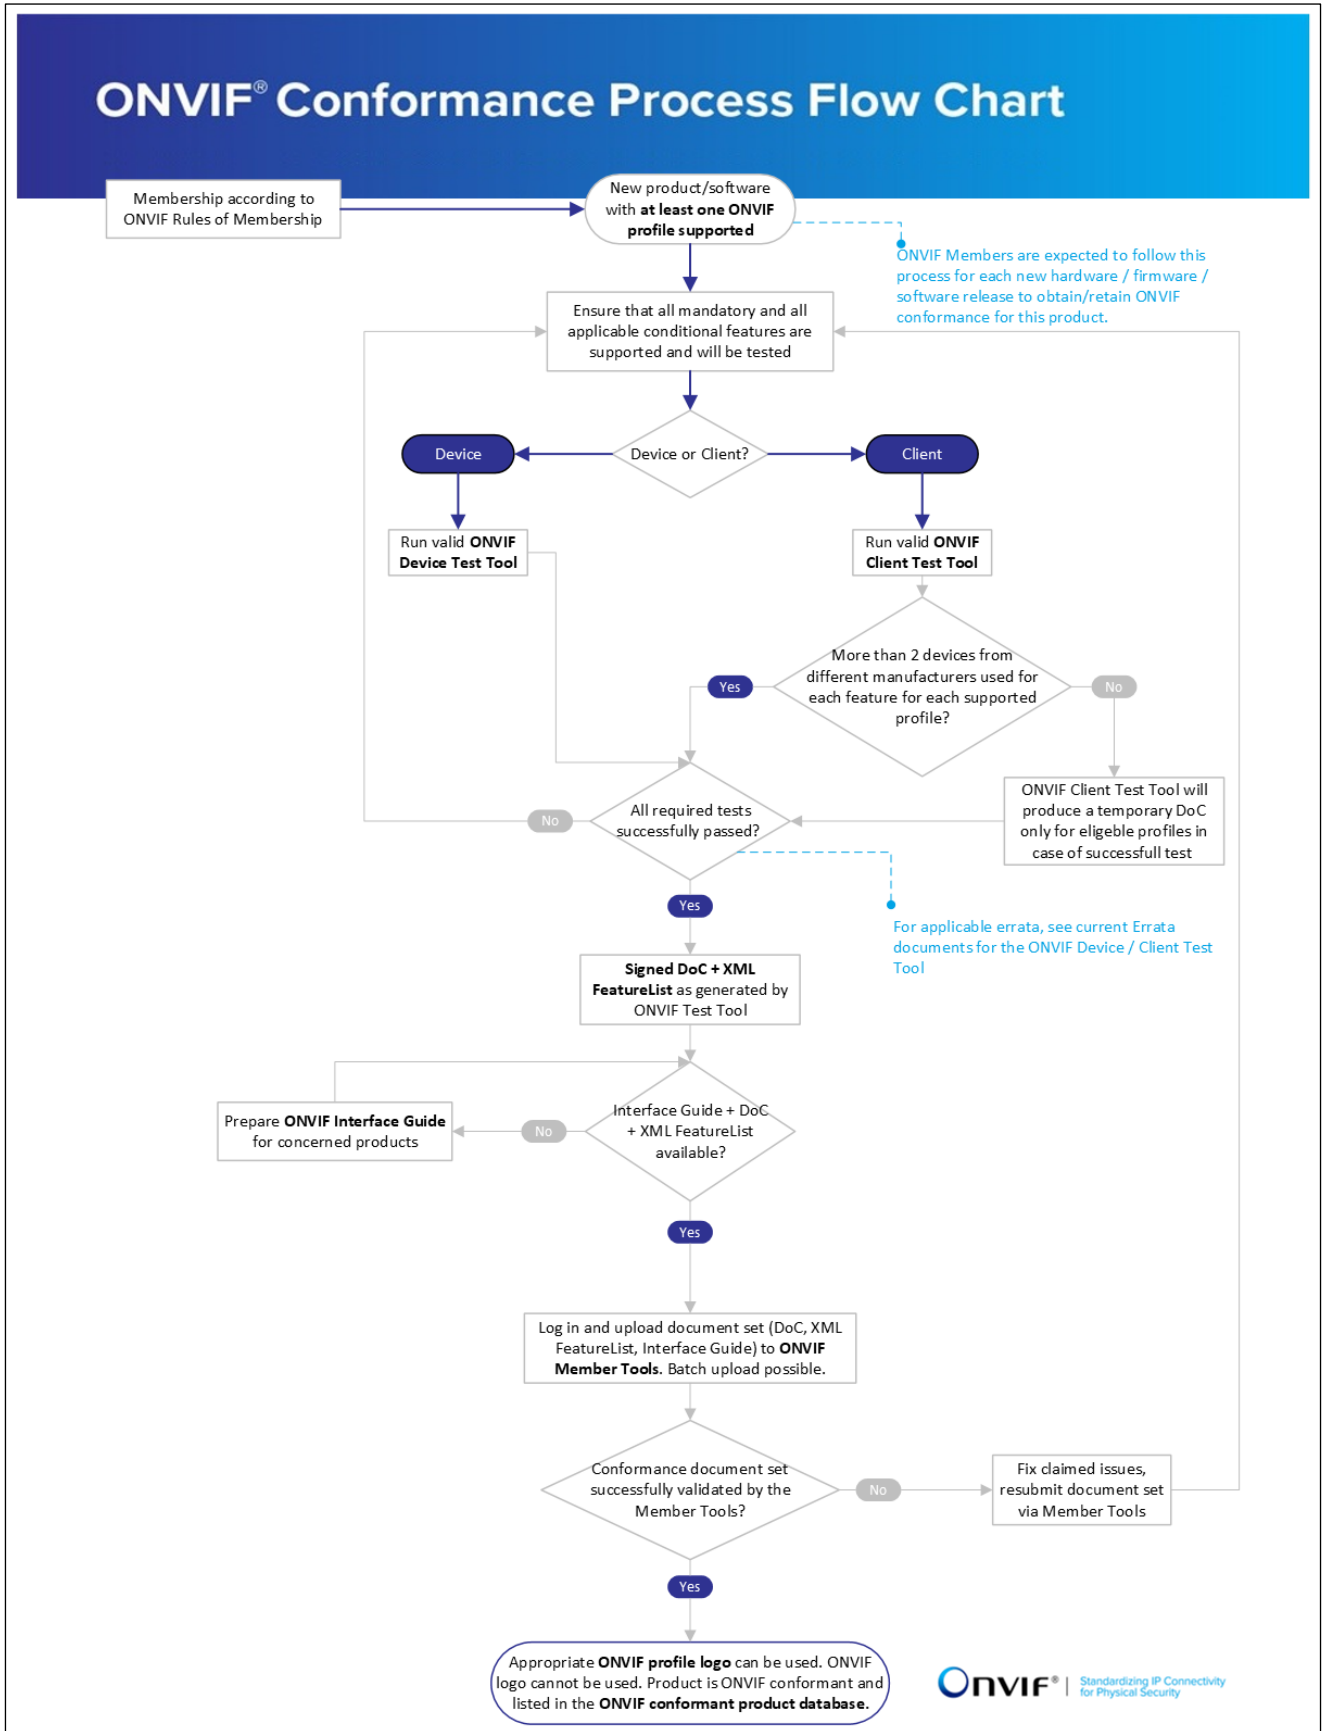 ONVIF® Conformance Process Flow Chart
Membership according to
ONVIF Rules of Membership
New product/software
with at least one ONVIF
profile supported
ONVIF Members are expected to follow this
process for each new hardware / firmware /
software release to obtain/retain ONVIF
conformance for this product.
Ensure that all mandatory and all
applicable conditional features are
supported and will be tested
Device
Device or Client?
Client
Run valid ONVIF
Device Test Tool
Run valid ONVIF
Client Test Tool
More than 2 devices from
different manufacturers used for
each feature for each supported
profile?
Yes
No
ONVIF Client Test Tool will
produce a temporary DoC
only for eligeble profiles in
case of successfull test
All required tests
successfully passed?
No
Yes
For applicable errata, see current Errata
documents for the ONVIF Device / Client Test
Tool
Signed DoC + XML
FeatureList as generated by
ONVIF Test Tool
Prepare ONVIF Interface Guide
for concerned products
No
Interface Guide + DoC
+ XML FeatureList
available?
Yes
Log in and upload document set (DoC, XML
FeatureList, Interface Guide) to ONVIF
Member Tools. Batch upload possible.
Conformance document set
successfully validated by the
Member Tools?
No
Fix claimed issues,
resubmit document set
via Member Tools
Yes
Appropriate ONVIF profile logo can be used. ONVIF
logo cannot be used. Product is ONVIF conformant and
listed in the ONVIF conformant product database.
Onvif® | Standardizing IP Connectivity
for Physical Security